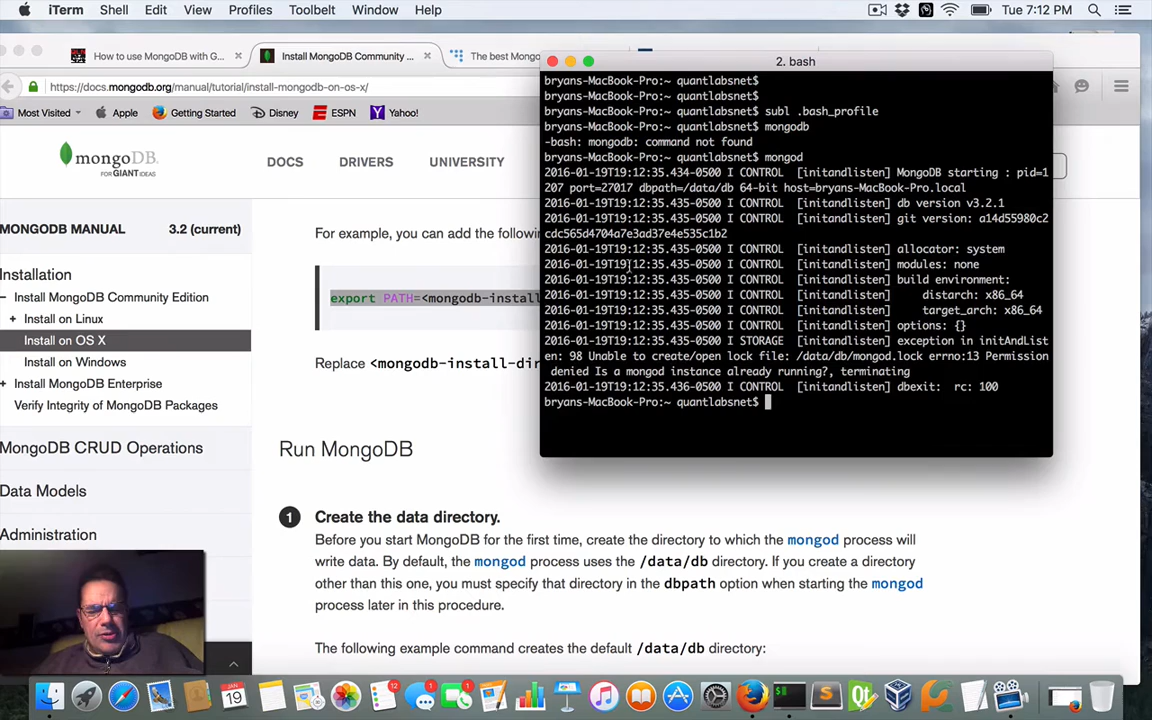 iTerm Shell Edit View Profiles Toolbelt Window Help Tue 7:12 PM
How to use MongoDB with G...
Install MongoDB Community ...
The best Mongo
https://docs.mongodb.org/manual/tutorial/install-mongodb-on-os-x/
Most Visited Apple Getting Started Disney ESPN Yahoo!
mongoDB.
FOR GIANT IDEAS
DOCS DRIVERS UNIVERSITY
MONGODB MANUAL 3.2 (current)
Installation
Install MongoDB Community Edition
+ Install on Linux
Install on OS X
Install on Windows
+ Install MongoDB Enterprise
Verify Integrity of MongoDB Packages
MongoDB CRUD Operations
Data Models
Administration
For example, you can add the followin
export PATH=<mongodb-install
Replace <mongodb-install-dir
Run MongoDB
1 Create the data directory.
Before you start MongoDB for the first time, create the directory to which the mongod process will
write data. By default, the mongod process uses the /data/db directory. If you create a directory
other than this one, you must specify that directory in the dbpath option when starting the mongod
process later in this procedure.
The following example command creates the default /data/db directory:
2. bash
bryans-MacBook-Pro:~ quantlabsnet$
bryans-MacBook-Pro:~ quantlabsnet$
bryans-MacBook-Pro:~ quantlabsnet$ subl .bash_profile
bryans-MacBook-Pro:~ quantlabsnet$ mongodb
-bash: mongodb: command not found
bryans-MacBook-Pro:~ quantlabsnet$ mongod
2016-01-19T19:12:35.434-0500 I CONTROL [initandlisten] MongoDB starting : pid=1
207 port=27017 dbpath=/data/db 64-bit host=bryans-MacBook-Pro.local
2016-01-19T19:12:35.435-0500 I CONTROL [initandlisten] db version v3.2.1
2016-01-19T19:12:35.435-0500 I CONTROL [initandlisten] git version: a14d55980c2
cdc565d4704a7e3ad37e4e535c1b2
2016-01-19T19:12:35.435-0500 I CONTROL [initandlisten] allocator: system
2016-01-19T19:12:35.435-0500 I CONTROL [initandlisten] modules: none
2016-01-19T19:12:35.435-0500 I CONTROL [initandlisten] build environment:
2016-01-19T19:12:35.435-0500 I CONTROL [initandlisten] distarch: x86_64
2016-01-19T19:12:35.435-0500 I CONTROL [initandlisten] target_arch: x86_64
2016-01-19T19:12:35.435-0500 I CONTROL [initandlisten] options: {}
2016-01-19T19:12:35.435-0500 I STORAGE [initandlisten] exception in initAndList
en: 98 Unable to create/open lock file: /data/db/mongod.lock errno:13 Permission
denied Is a mongod instance already running?, terminating
2016-01-19T19:12:35.436-0500 I CONTROL [initandlisten] dbexit: rc: 100
bryans-MacBook-Pro:~ quantlabsnet$
JAN
19
12
1